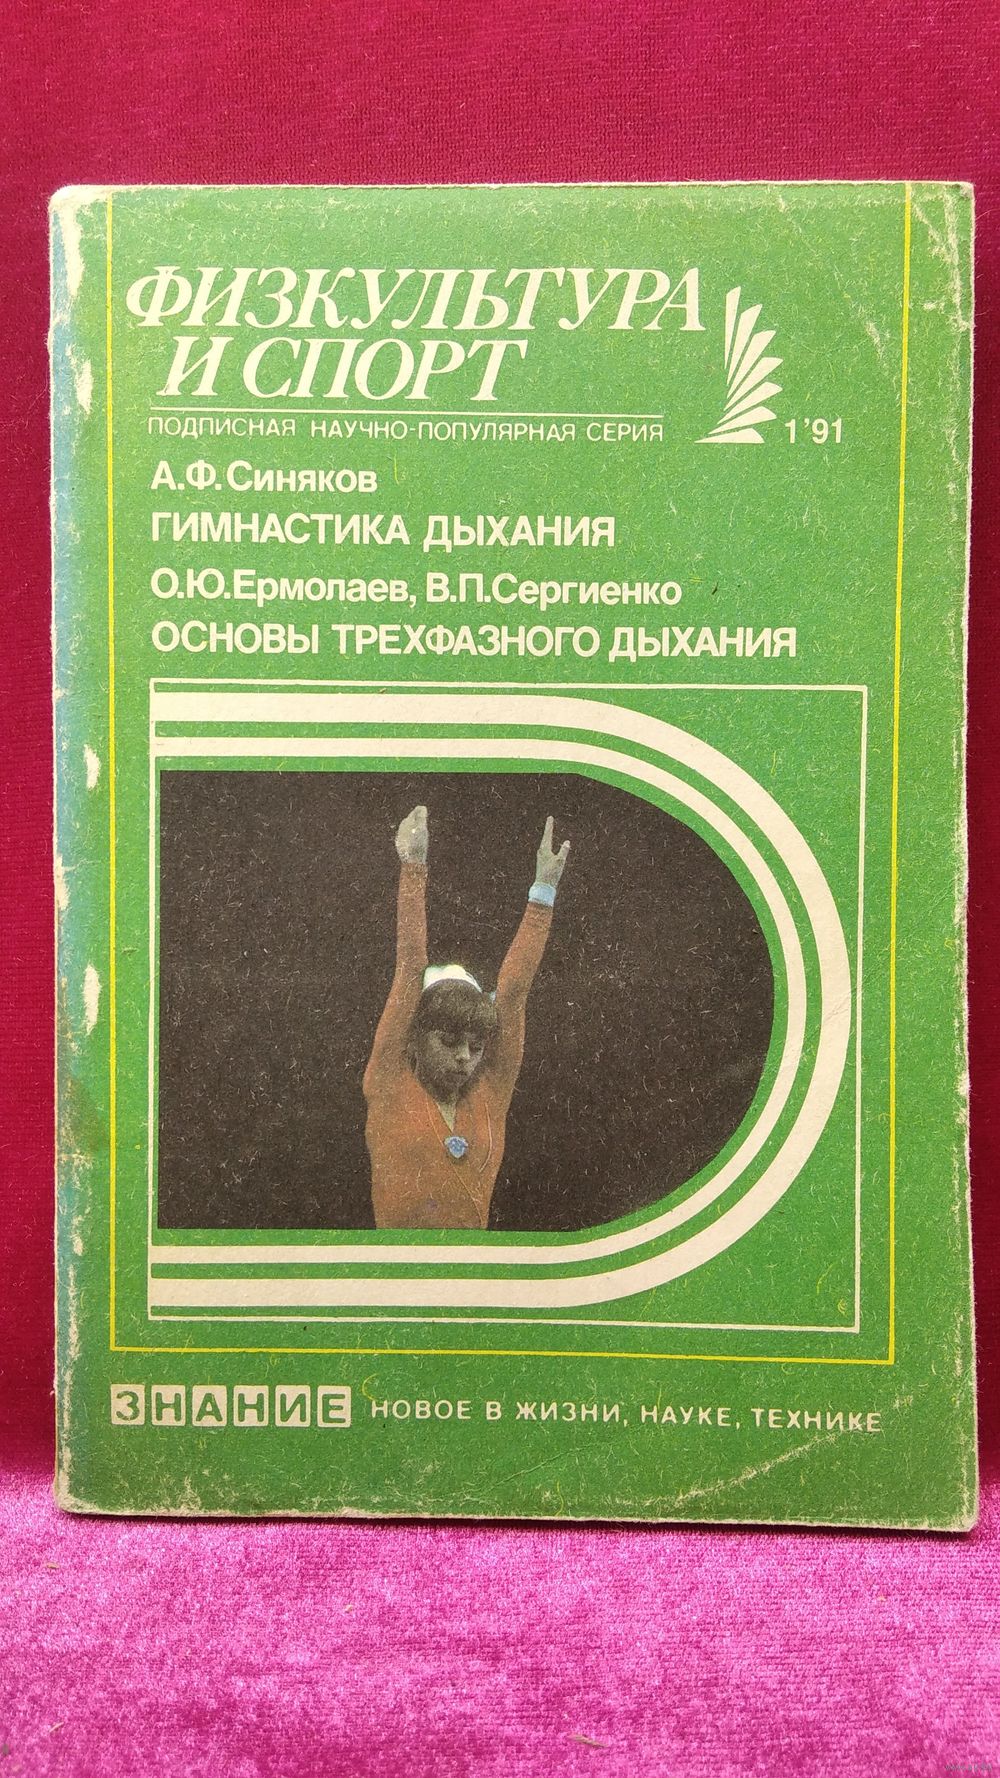 ФИЗКУЛЬТУРА
И СПОРТ
ПОДПИСНАЯ НАУЧНО-ПОПУЛЯРНАЯ СЕРИЯ
1'91
А.Ф.Синяков
ГИМНАСТИКА ДЫХАНИЯ
О.Ю.Ермолаев, В.П.Сергиенко
ОСНОВЫ ТРЕХФАЗНОГО ДЫХАНИЯ
ЗНАНИЕ НОВОЕ В ЖИЗНИ, НАУКЕ, ТЕХНИКЕ